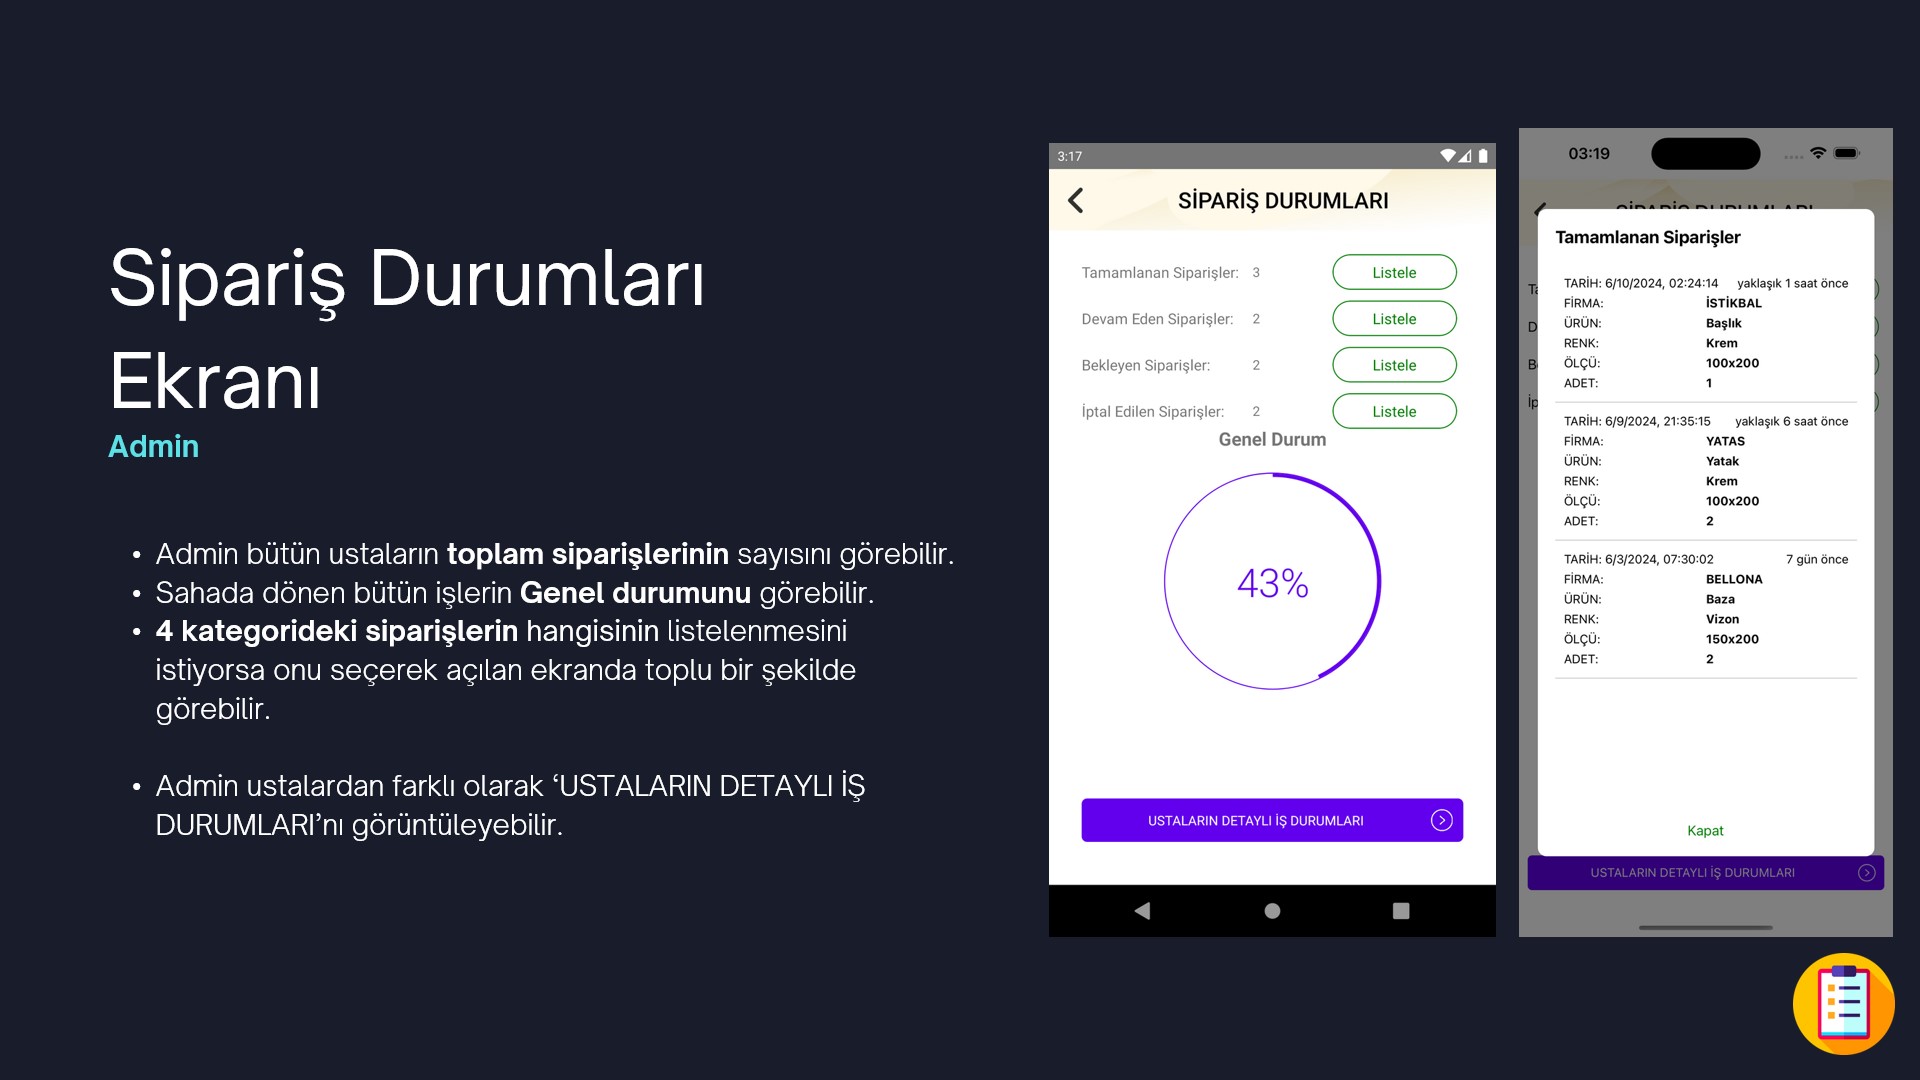 Sipariş Durumları
Ekranı
Admin
• Admin bütün ustaların toplam siparişlerinin sayısını görebilir.
• Sahada dönen bütün işlerin Genel durumunu görebilir.
• 4 kategorideki siparişlerin hangisinin listelenmesini
istiyorsa onu seçerek açılan ekranda toplu bir şekilde
görebilir.
• Admin ustalardan farklı olarak ‘USTALARIN DETAYLI İŞ
DURUMLARI’nı görüntüleyebilir.
3:17
SİPARİŞ DURUMLARI
Tamamlanan Siparişler: 3 Listele
Devam Eden Siparişler: 2 Listele
Bekleyen Siparişler: 2 Listele
İptal Edilen Siparişler: 2 Listele
Genel Durum
43%
USTALARIN DETAYLI İŞ DURUMLARI
03:19
SİPARİŞ DURUMLARI
Tamamlanan Siparişler
TARİH: 6/10/2024, 02:24:14 yaklaşık 1 saat önce
FİRMA: İSTİKBAL
ÜRÜN: Başlık
RENK: Krem
ÖLÇÜ: 100x200
ADET: 1
TARİH: 6/9/2024, 21:35:15 yaklaşık 6 saat önce
FİRMA: YATAS
ÜRÜN: Yatak
RENK: Krem
ÖLÇÜ: 100x200
ADET: 2
TARİH: 6/3/2024, 07:30:02 7 gün önce
FİRMA: BELLONA
ÜRÜN: Baza
RENK: Vizon
ÖLÇÜ: 150x200
ADET: 2
Kapat
USTALARIN DETAYLI İŞ DURUMLARI